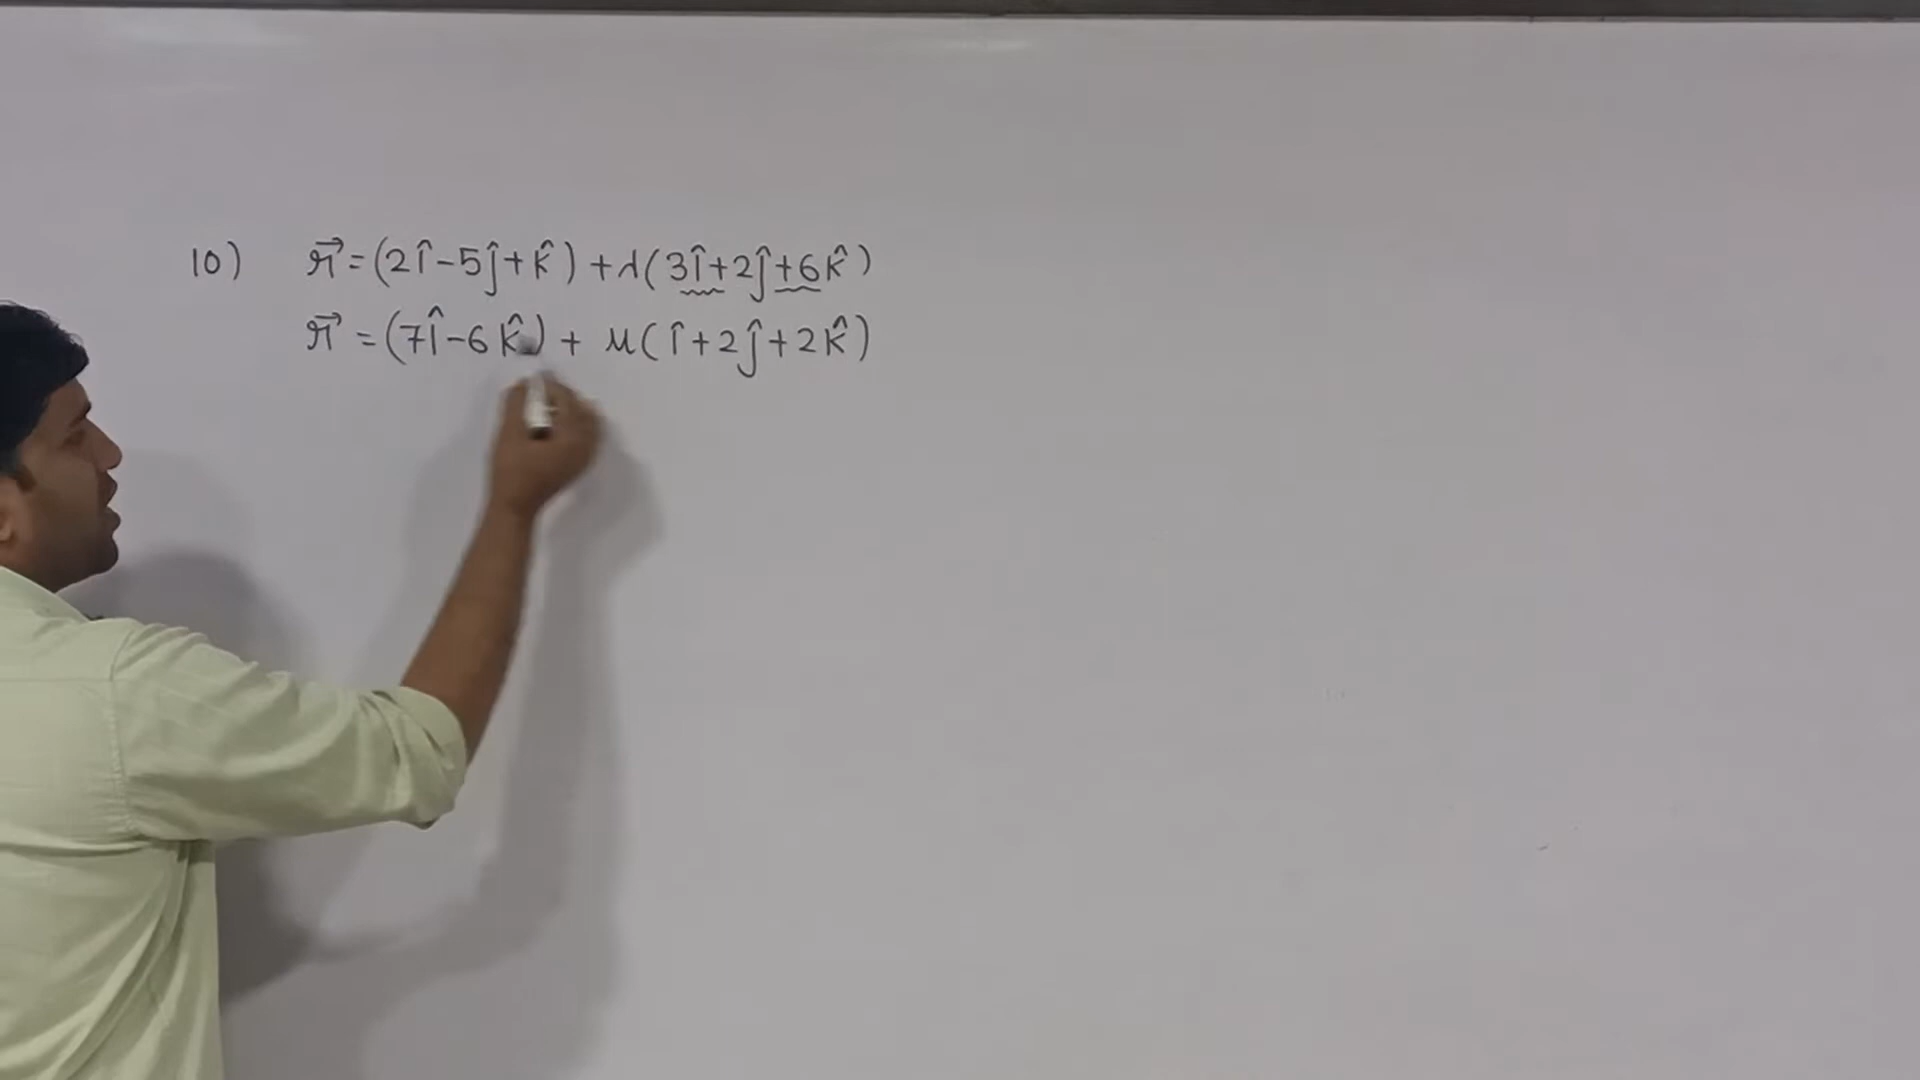 10) r⃗ = (2î-5ĵ+k̂) + λ(3î+2ĵ+6k̂)
r⃗ = (7î-6k̂) + μ(î+2ĵ+2k̂)